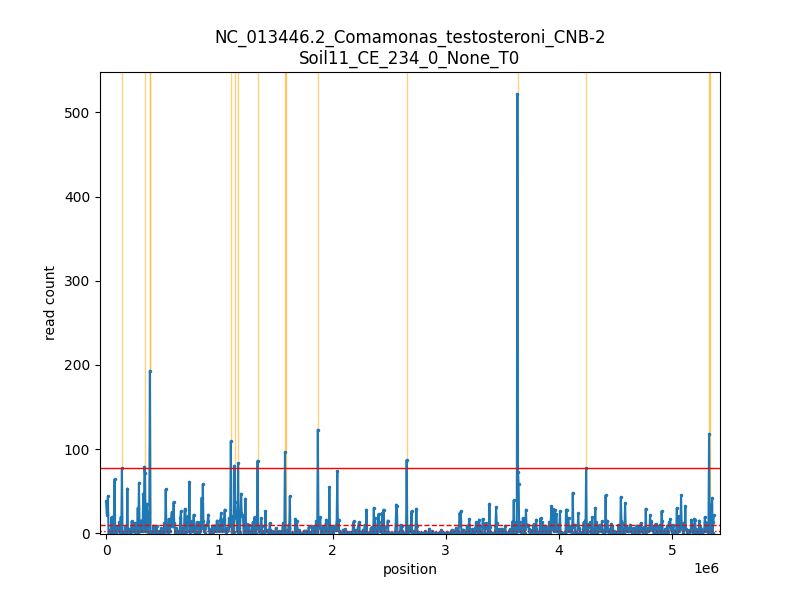 NC_013446.2_Comamonas_testosteroni_CNB-2
Soil11_CE_234_0_None_T0
500
400
300
200
100
0
read count
0 1 2 3 4 5
1e6
position